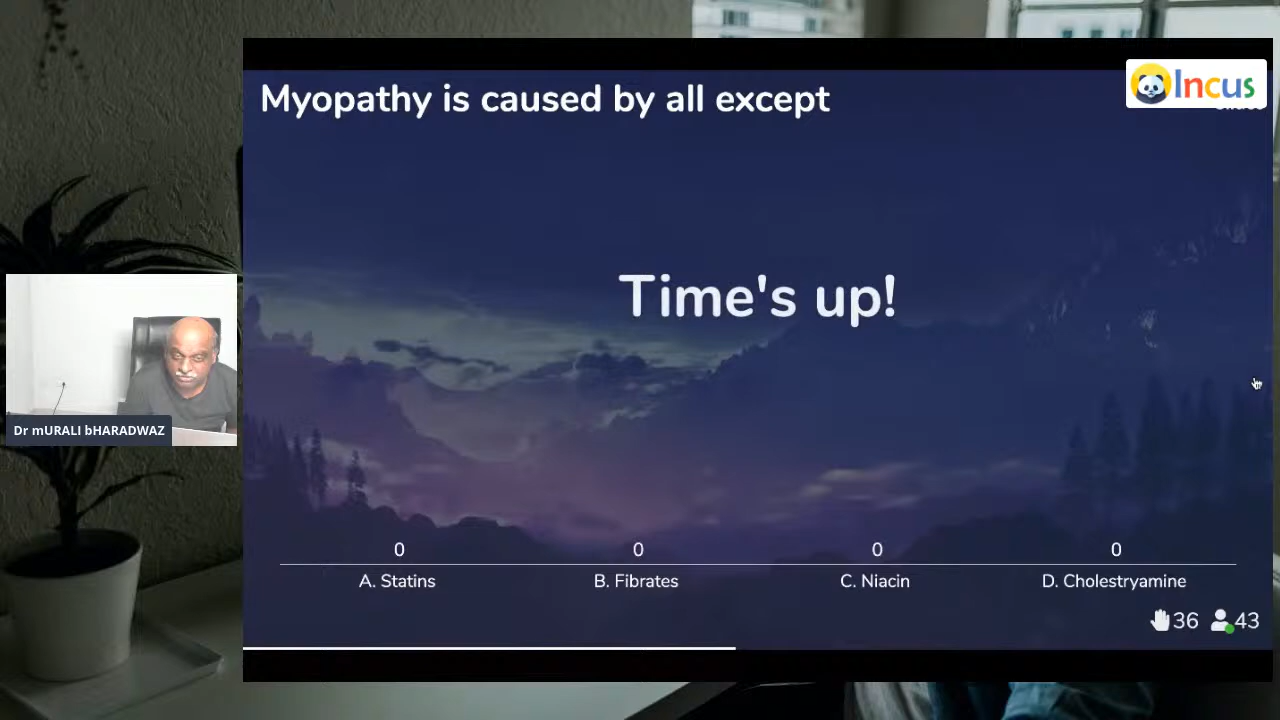 Myopathy is caused by all except
Incus
Time's up!
0 0 0 0
A. Statins B. Fibrates C. Niacin D. Cholestryamine
36 43
Dr mURALI bHARADWAZ